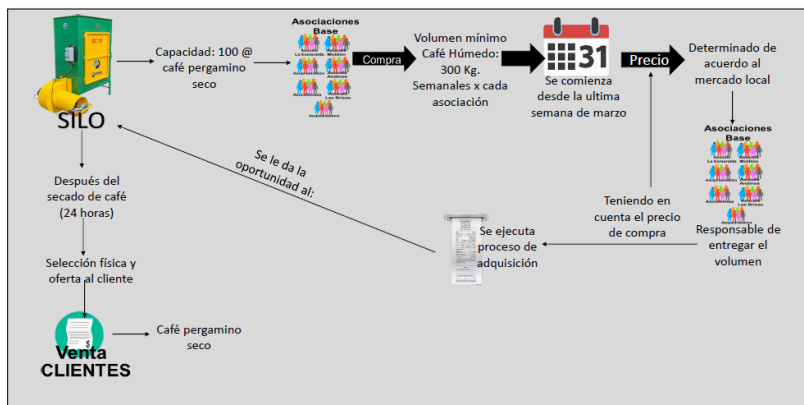 SILO
Capacidad: 100 @
café pergamino
seco
Asociaciones
Base
Compra
Volumen mínimo
Café Húmedo:
300 Kg.
Semanales x cada
asociación
31
Se comienza
desde la ultima
semana de marzo
Precio
Determinado de
acuerdo al
mercado local
Asociaciones
Base
Responsable de
entregar el
volumen
Teniendo en
cuenta el precio
de compra
Se ejecuta
proceso de
adquisición
Se le da la
oportunidad al:
Después del
secado de café
(24 horas)
Selección física y
oferta al cliente
Venta
CLIENTES
Café pergamino
seco